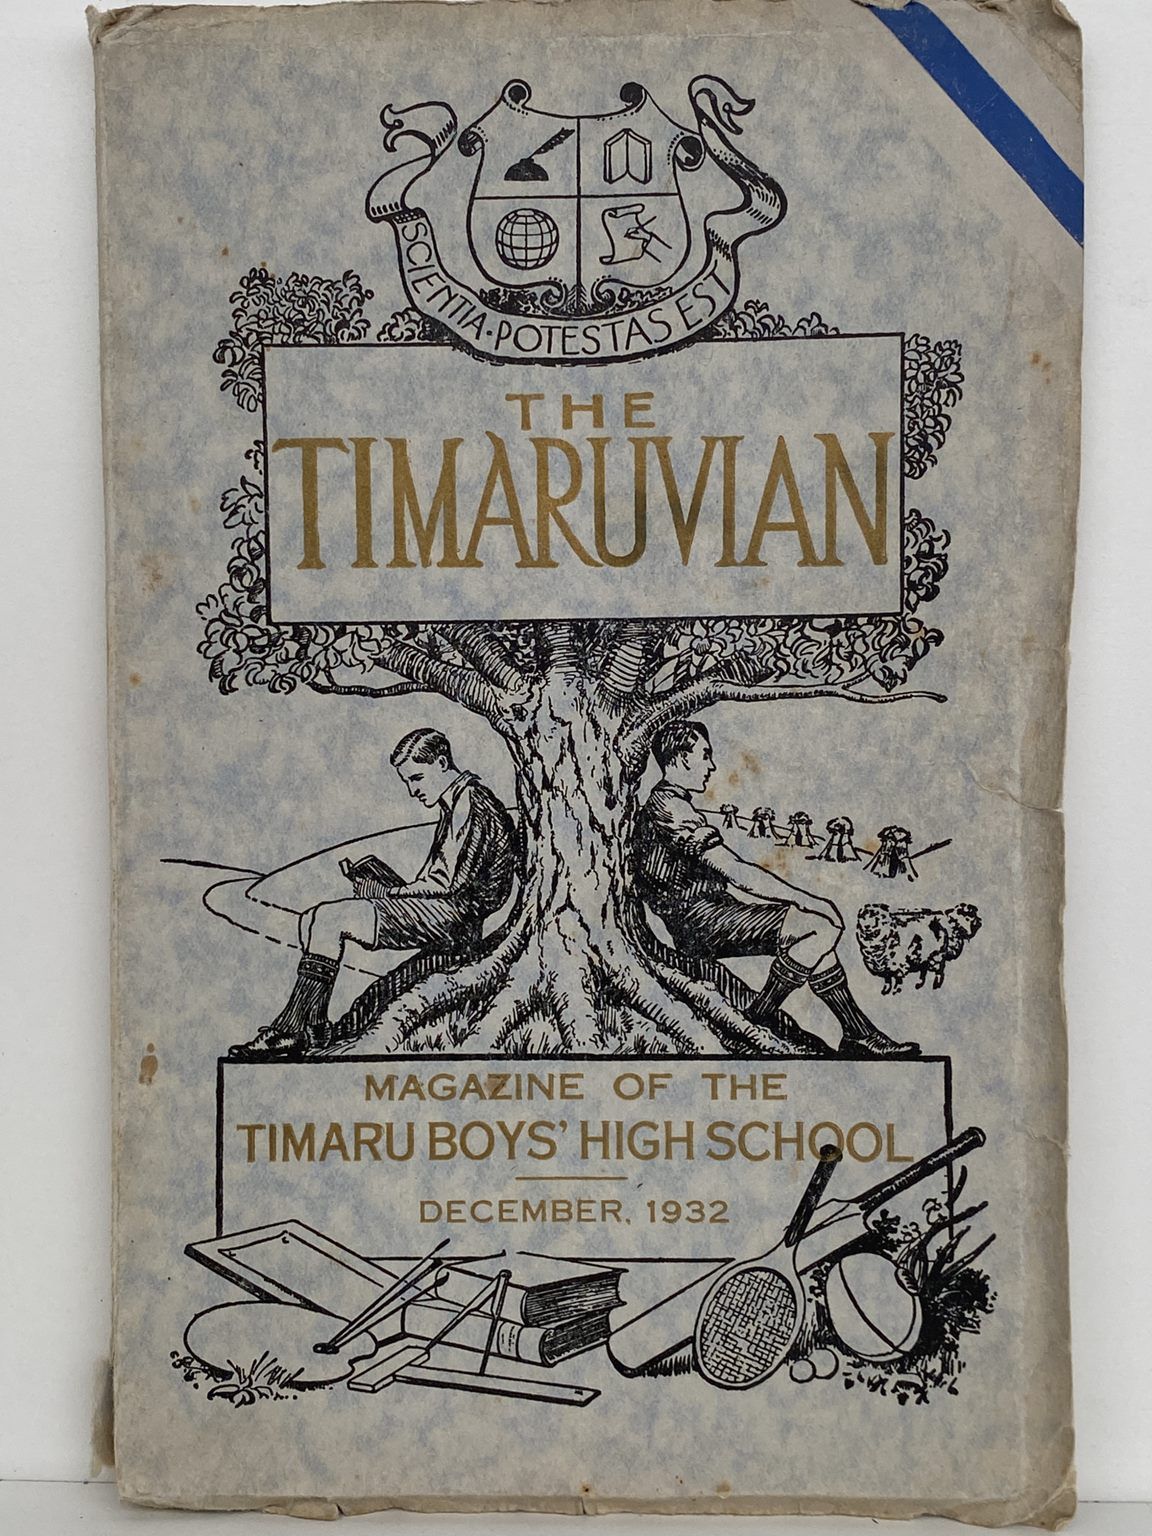 SCIENTIA · POTESTAS EST
THE
TIMARUVIAN
MAGAZINE OF THE
TIMARU BOYS' HIGH SCHOOL
DECEMBER, 1932